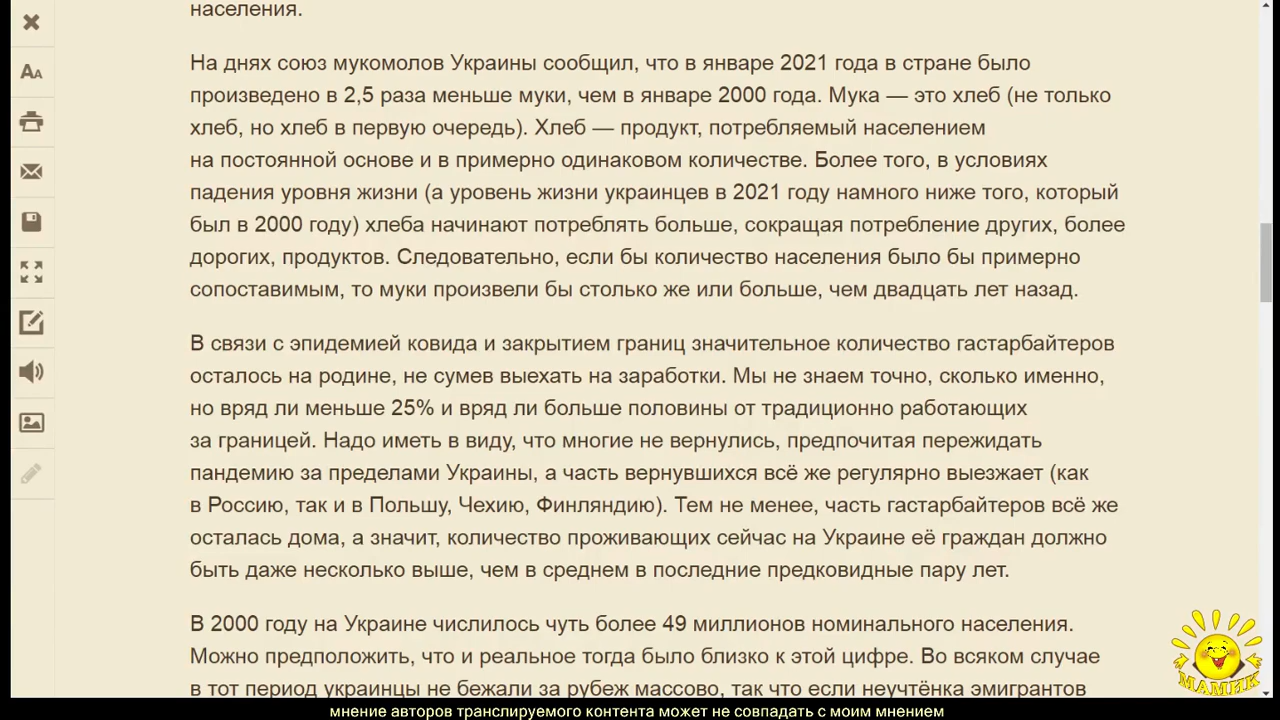 населения.
На днях союз мукомолов Украины сообщил, что в январе 2021 года в стране было
произведено в 2,5 раза меньше муки, чем в январе 2000 года. Мука — это хлеб (не только
хлеб, но хлеб в первую очередь). Хлеб — продукт, потребляемый населением
на постоянной основе и в примерно одинаковом количестве. Более того, в условиях
падения уровня жизни (а уровень жизни украинцев в 2021 году намного ниже того, который
был в 2000 году) хлеба начинают потреблять больше, сокращая потребление других, более
дорогих, продуктов. Следовательно, если бы количество населения было бы примерно
сопоставимым, то муки произвели бы столько же или больше, чем двадцать лет назад.
В связи с эпидемией ковида и закрытием границ значительное количество гастарбайтеров
осталось на родине, не сумев выехать на заработки. Мы не знаем точно, сколько именно,
но вряд ли меньше 25% и вряд ли больше половины от традиционно работающих
за границей. Надо иметь в виду, что многие не вернулись, предпочитая пережидать
пандемию за пределами Украины, а часть вернувшихся всё же регулярно выезжает (как
в Россию, так и в Польшу, Чехию, Финляндию). Тем не менее, часть гастарбайтеров всё же
осталась дома, а значит, количество проживающих сейчас на Украине её граждан должно
быть даже несколько выше, чем в среднем в последние предковидные пару лет.
В 2000 году на Украине числилось чуть более 49 миллионов номинального населения.
Можно предположить, что и реальное тогда было близко к этой цифре. Во всяком случае
в тот период украинцы не бежали за рубеж массово, так что если неучтёнка эмигрантов
МАМИК
мнение авторов транслируемого контента может не совпадать с моим мнением